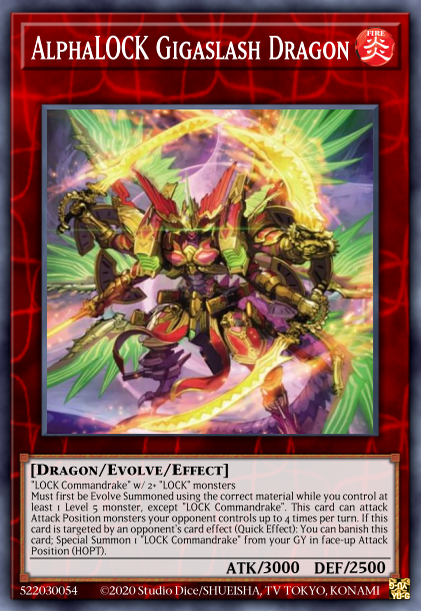 AlphaLOCK Gigaslash Dragon
FIRE
炎
[Dragon/Evolve/Effect]
"LOCK Commandrake" w/ 2+ "LOCK" monsters
Must first be Evolve Summoned using the correct material while you control at
least 1 Level 5 monster, except "LOCK Commandrake". This card can attack
Attack Position monsters your opponent controls up to 4 times per turn. If this
card is targeted by an opponent's card effect (Quick Effect): You can banish this
card; Special Summon 1 "LOCK Commandrake" from your GY in face-up Attack
Position (HOPT).
ATK/3000 DEF/2500
522030054 ©2020 Studio Dice/SHUEISHA, TV TOKYO, KONAMI